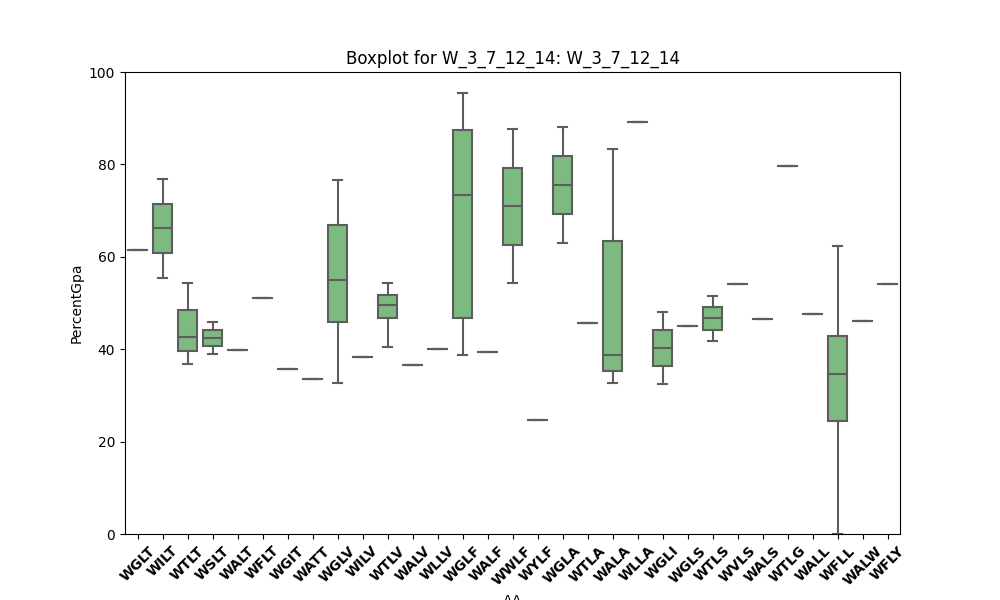 Boxplot for W_3_7_12_14: W_3_7_12_14
PercentGpa
100
80
60
40
20
0
WGLT WILT WTLT WSLT WALT WFLT WGIT WATT WGLV WILV WTLV WALV WLLV WGLF WALF WWLF WYLF WGLA WTLA WALA WLLA WGLI WGLS WTLS WVLS WALS WTLG WALL WFLL WALW WFLY
AA